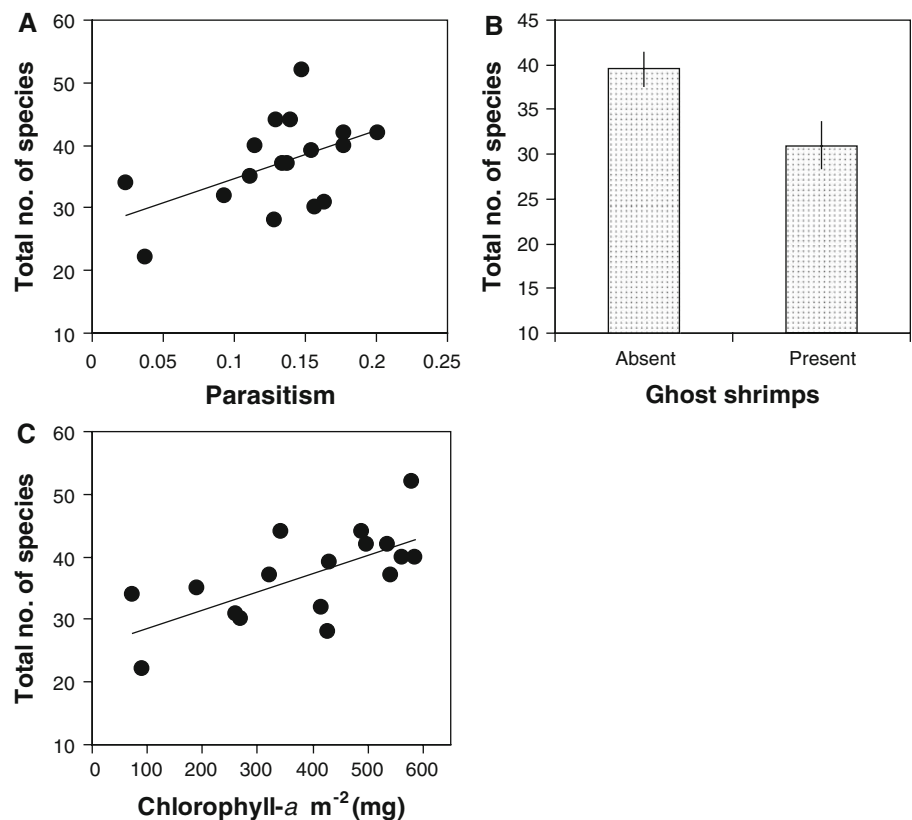 A
60
50
40
30
20
10
Total no. of species
0 0.05 0.1 0.15 0.2 0.25
Parasitism
B
45
40
35
30
25
20
15
10
Total no. of species
Absent Present
Ghost shrimps
C
60
50
40
30
20
10
Total no. of species
0 100 200 300 400 500 600
Chlorophyll-a m-2 (mg)